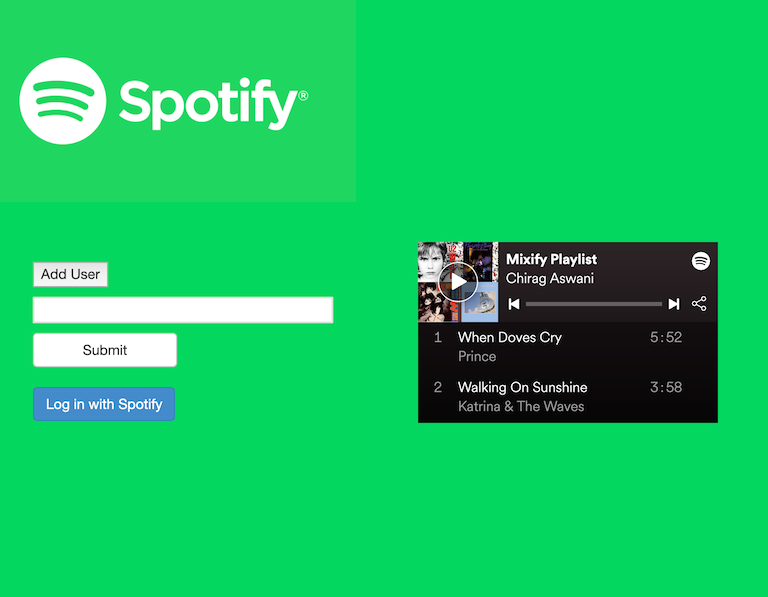 Spotify®
Add User
Submit
Log in with Spotify
Mixify Playlist
Chirag Aswani
1 When Doves Cry 5:52
Prince
2 Walking On Sunshine 3:58
Katrina & The Waves